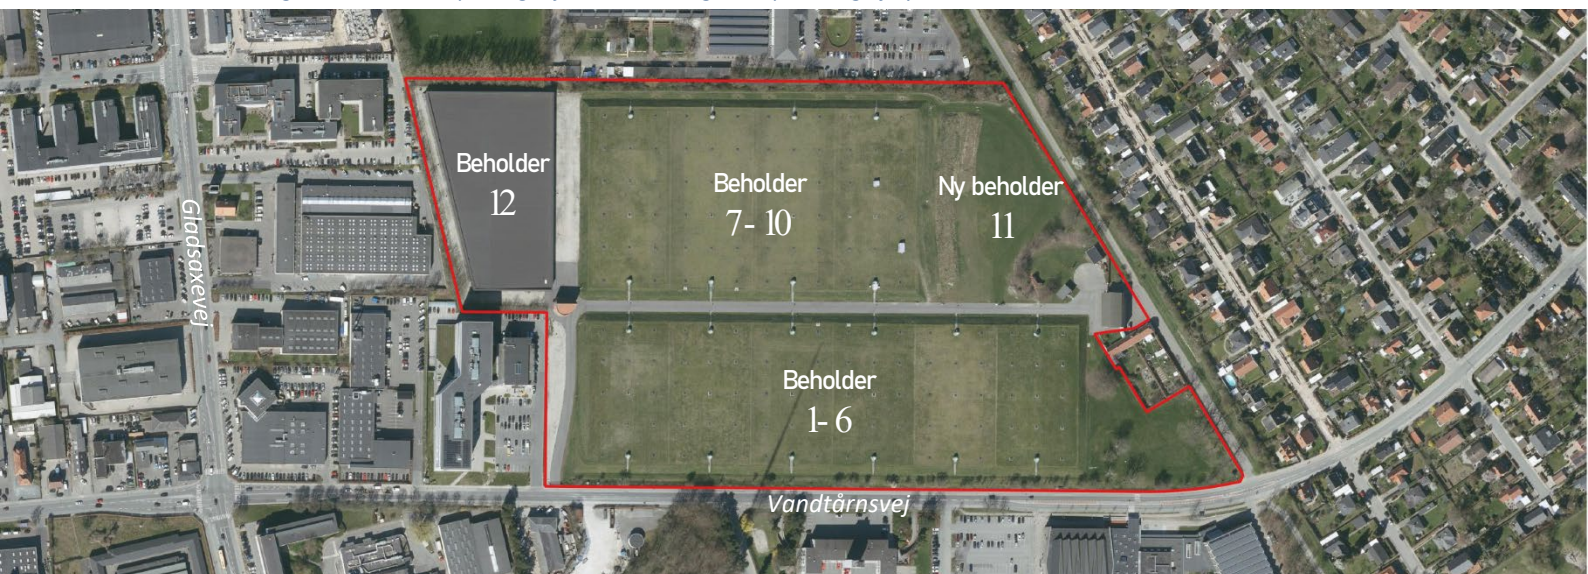 Beholder
12
Beholder
7- 10
Ny beholder
11
Gladsaxevej
Beholder
1- 6
Vandtårnsvej